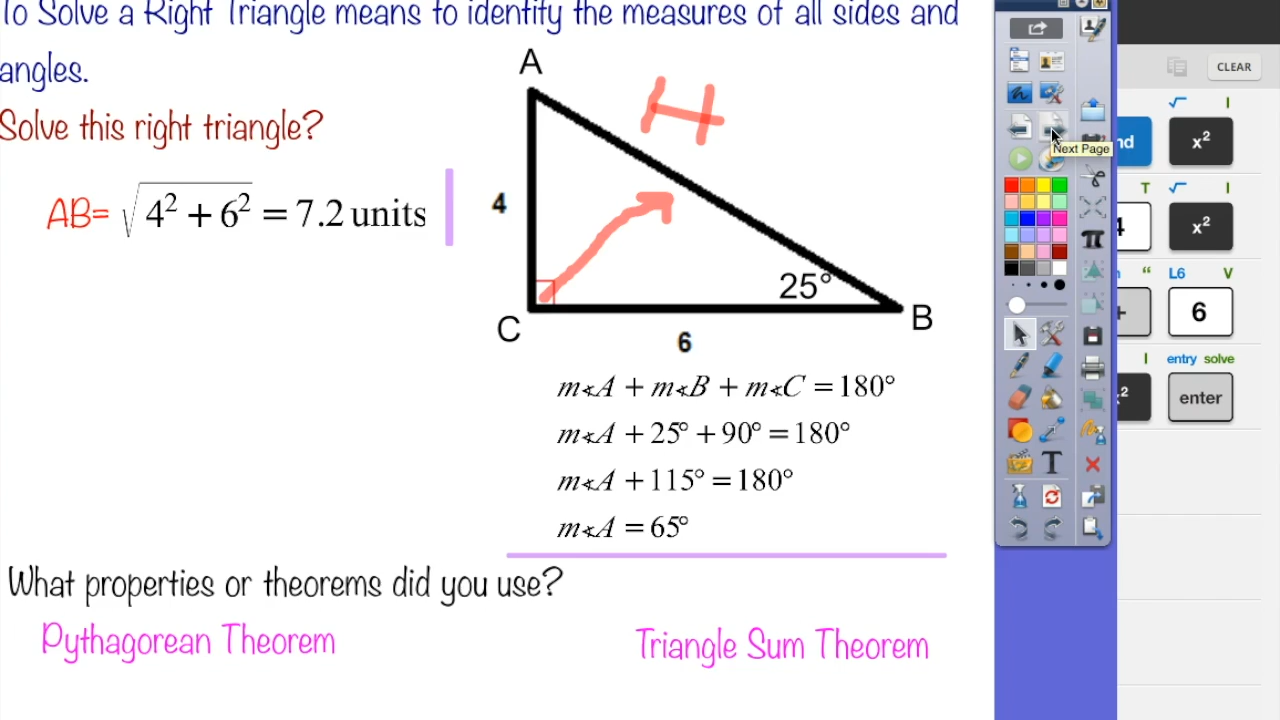 To Solve a Right Triangle means to identify the measures of all sides and
angles.
Solve this right triangle?
AB= √4² + 6² = 7.2 units
A
H
4
25°
C
B
6
m∢A + m∢B + m∢C = 180°
m∢A + 25° + 90° = 180°
m∢A + 115° = 180°
m∢A = 65°
What properties or theorems did you use?
Pythagorean Theorem
Triangle Sum Theorem
Next Page
T
CLEAR
√ I
nd x²
T √ I
4 x²
" L6 V
+ 6
I entry solve
x² enter